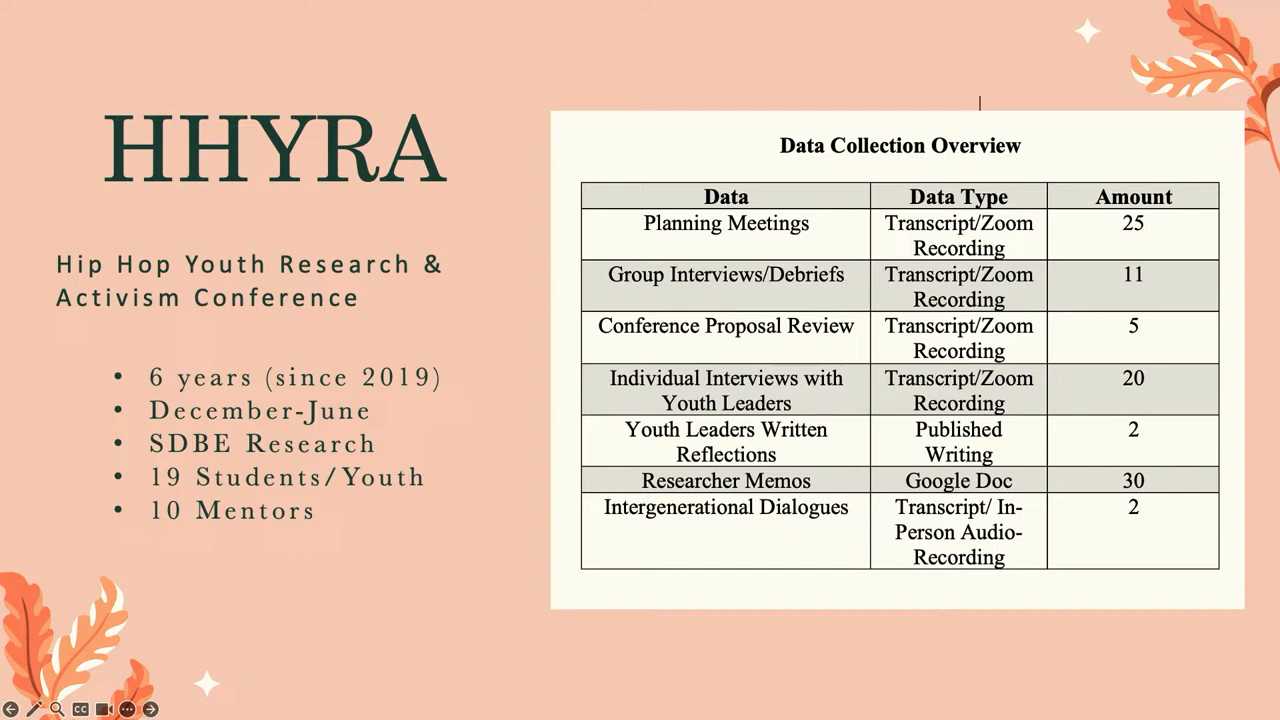 HHYRA
Hip Hop Youth Research &
Activism Conference
• 6 years (since 2019)
• December-June
• SDBE Research
• 19 Students/Youth
• 10 Mentors
Data Collection Overview
Data Data Type Amount
Planning Meetings Transcript/Zoom 25
Recording
Group Interviews/Debriefs Transcript/Zoom 11
Recording
Conference Proposal Review Transcript/Zoom 5
Recording
Individual Interviews with Transcript/Zoom 20
Youth Leaders Recording
Youth Leaders Written Published 2
Reflections Writing
Researcher Memos Google Doc 30
Intergenerational Dialogues Transcript/ In- 2
Person Audio-
Recording
CC